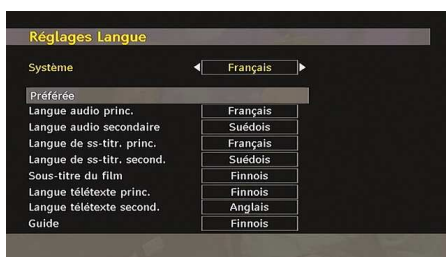 Réglages Langue
Système Français
Préférée
Langue audio princ. Français
Langue audio secondaire Suédois
Langue de ss-titr. princ. Français
Langue de ss-titr. second. Suédois
Sous-titre du film Finnois
Langue télétexte princ. Finnois
Langue télétexte second. Anglais
Guide Finnois